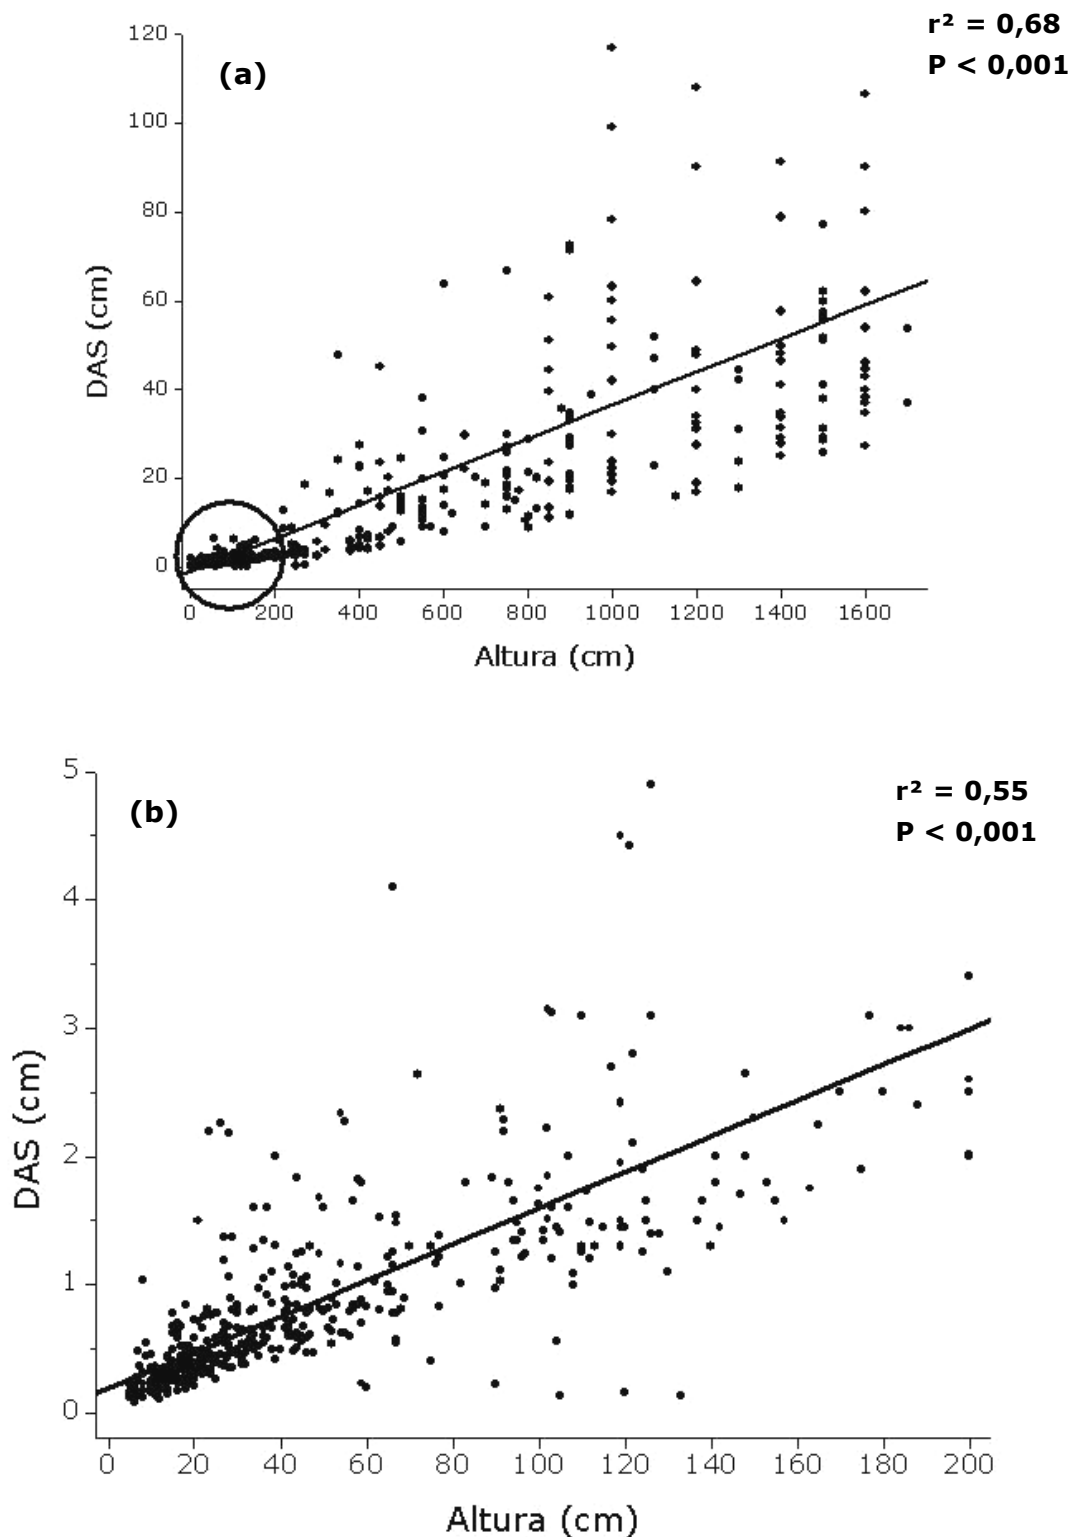 r² = 0,68
P < 0,001
(a)
120
100
80
60
40
20
0
DAS (cm)
0 200 400 600 800 1000 1200 1400 1600
Altura (cm)
r² = 0,55
P < 0,001
(b)
5
4
3
2
1
0
DAS (cm)
0 20 40 60 80 100 120 140 160 180 200
Altura (cm)